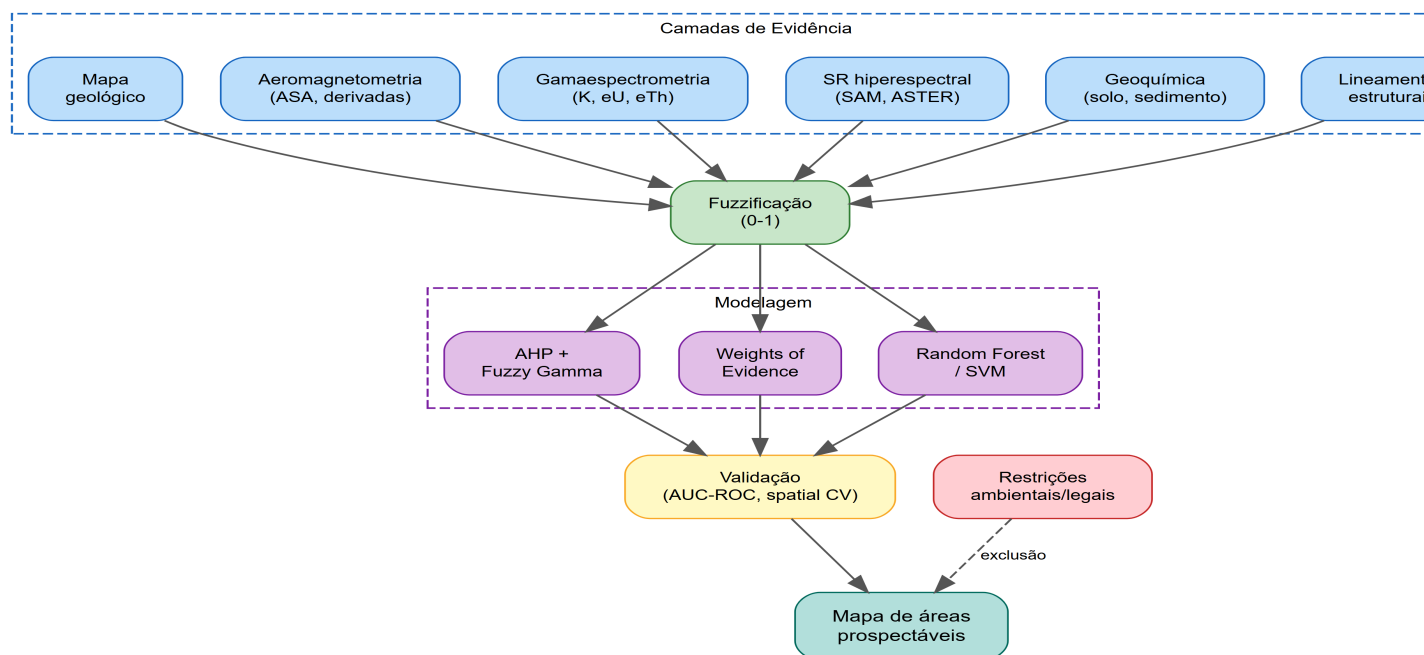 Camadas de Evidência
Mapa
geológico
Aeromagnetometria
(ASA, derivadas)
Gamaespectrometria
(K, eU, eTh)
SR hiperespectral
(SAM, ASTER)
Geoquímica
(solo, sedimento)
Fuzzificação
(0-1)
Modelagem
AHP +
Fuzzy Gamma
Weights of
Evidence
Random Forest
/ SVM
Validação
(AUC-ROC, spatial CV)
Restrições
ambientais/legais
exclusão
Mapa de áreas
prospectáveis